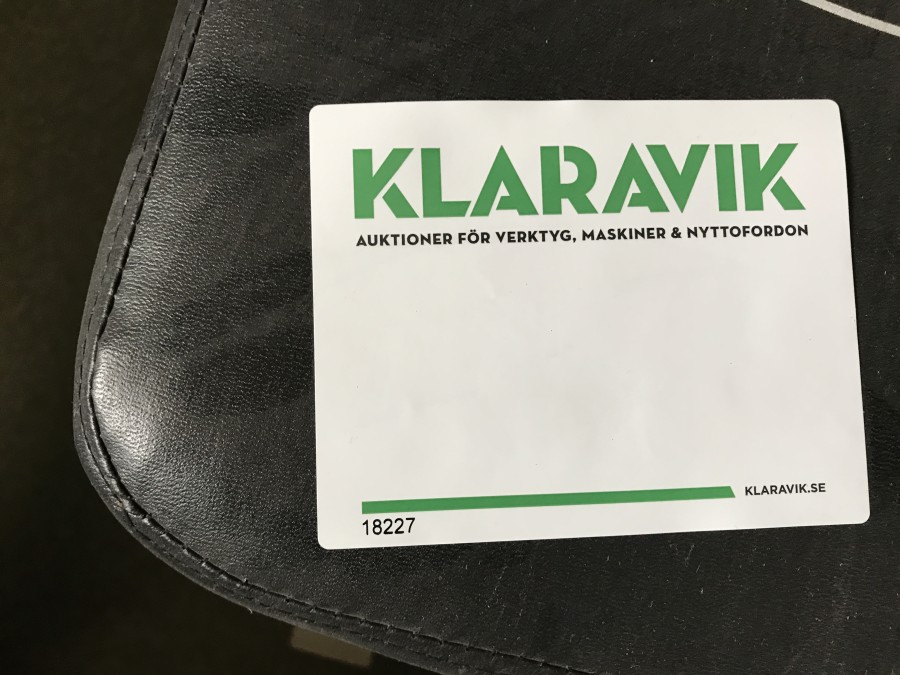 KLARAVIK
AUKTIONER FÖR VERKTYG, MASKINER & NYTTOFORDON
KLARAVIK.SE
18227